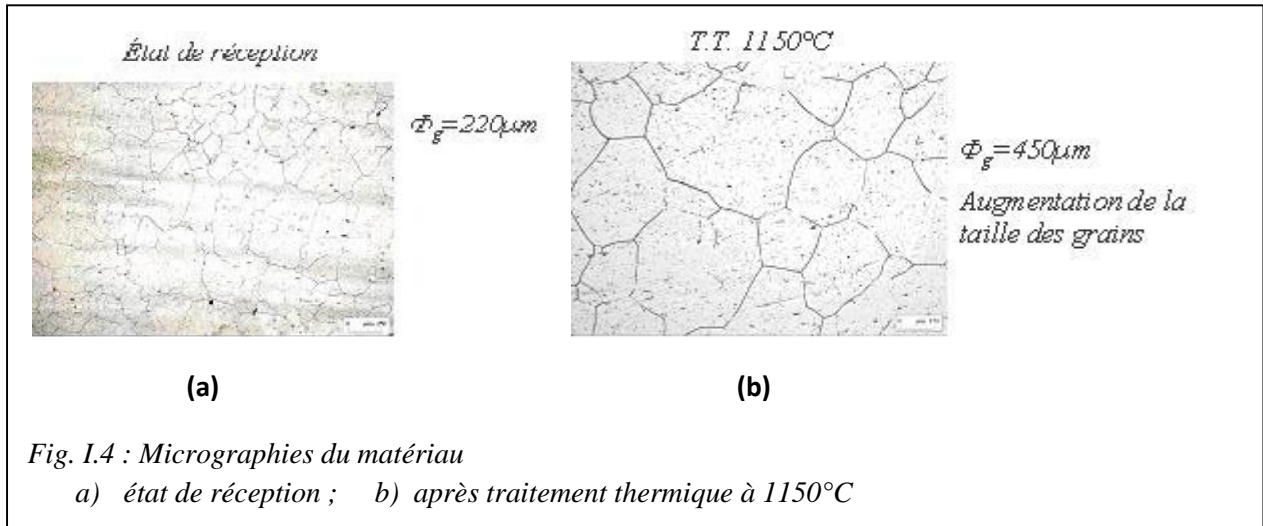 État de réception
Φg=220µm
(a)
T.T. 1150°C
Φg=450µm
Augmentation de la
taille des grains
(b)
Fig. I.4 : Micrographies du matériau
a) état de réception ; b) après traitement thermique à 1150°C